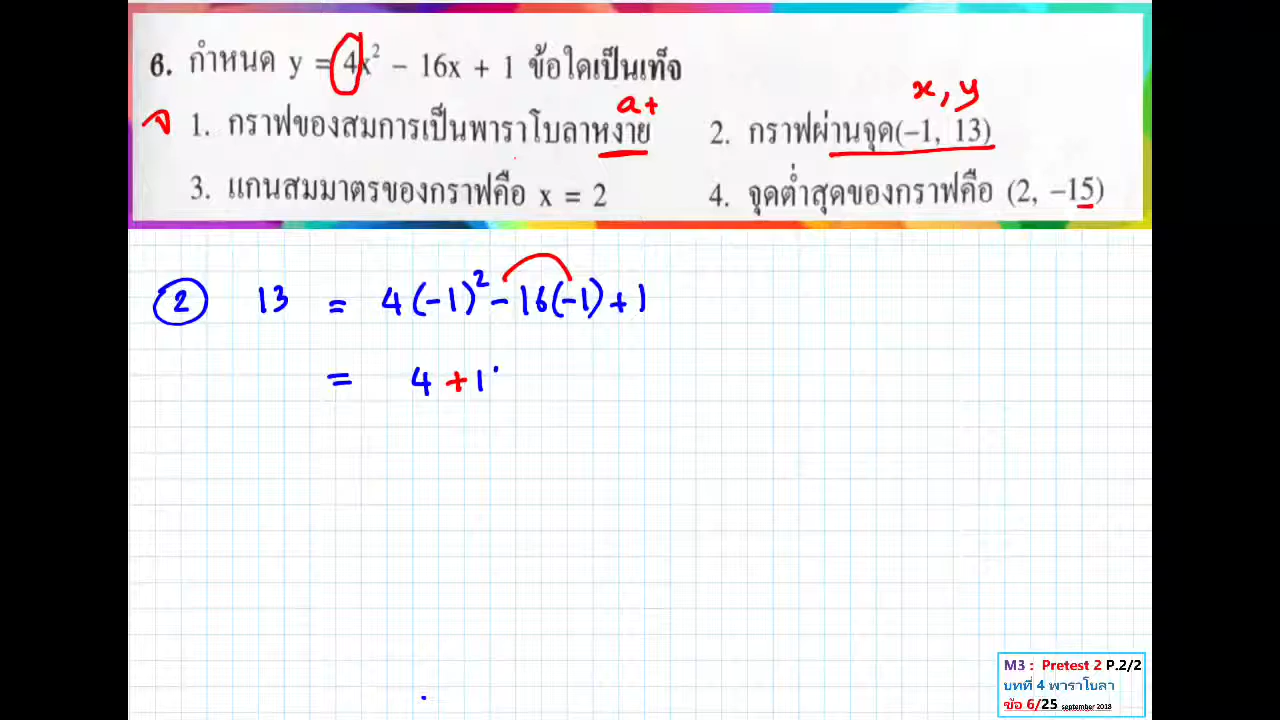 6. กำหนด y = 4x² – 16x + 1 ข้อใดเป็นเท็จ
a+
x, y
จ 1. กราฟของสมการเป็นพาราโบลาหงาย
2. กราฟผ่านจุด(–1, 13)
3. แกนสมมาตรของกราฟคือ x = 2
4. จุดต่ำสุดของกราฟคือ (2, –15)
2 13 = 4(-1)² - 16(-1) + 1
= 4 + 1
M3 : Pretest 2 P.2/2
บทที่ 4 พาราโบลา
ข้อ 6/25 september 2018